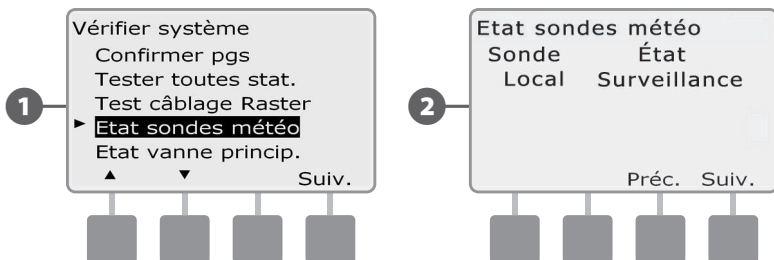 1
Vérifier système
Confirmer pgs
Tester toutes stat.
Test câblage Raster
► Etat sondes météo
Etat vanne princip.
▲ ▼ Suiv.
2
Etat sondes météo
Sonde État
Local Surveillance
Préc. Suiv.